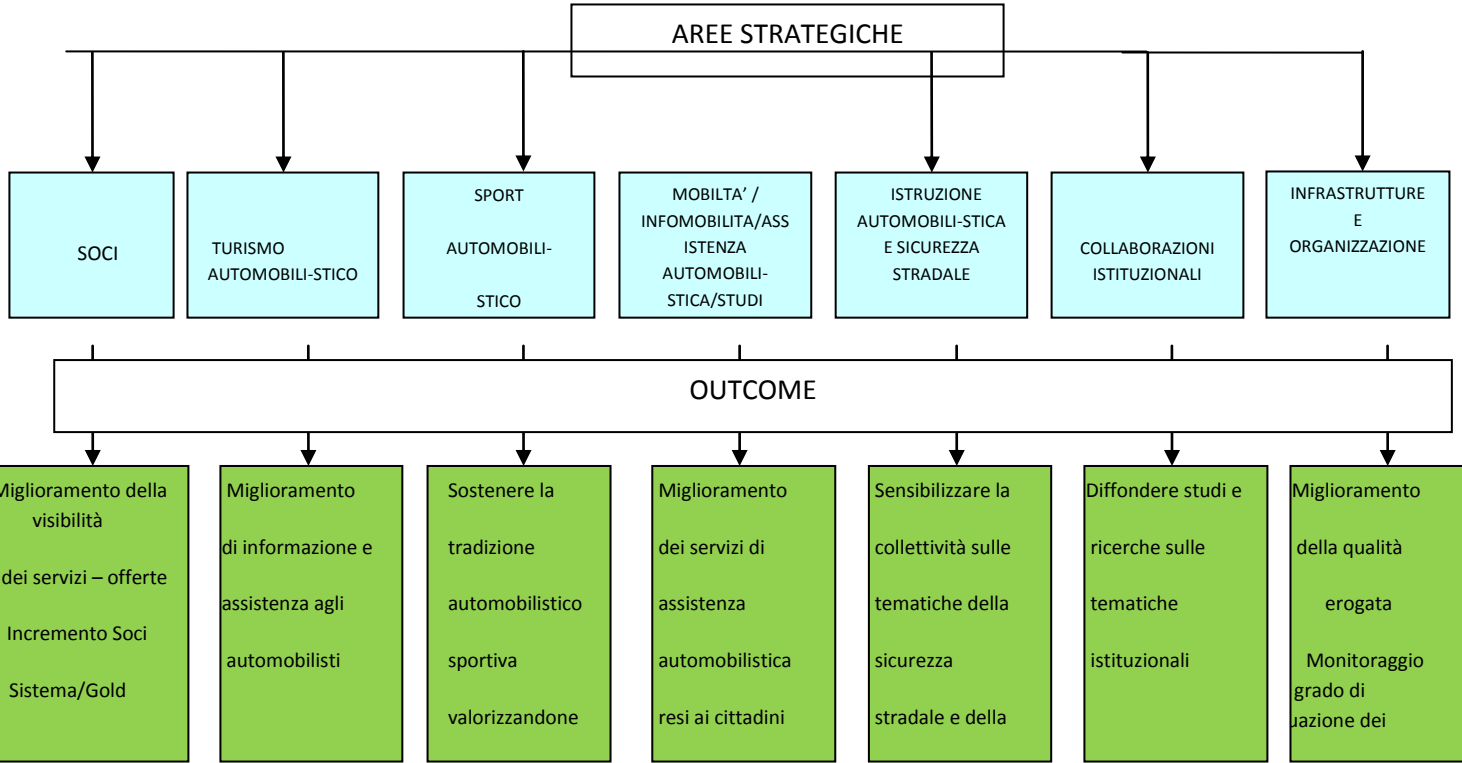 AREE STRATEGICHE
SOCI
TURISMO
AUTOMOBILI-STICO
SPORT
AUTOMOBILI-
STICO
MOBILTA’ /
INFOMOBILITA/ASS
ISTENZA
AUTOMOBILI-
STICA/STUDI
ISTRUZIONE
AUTOMOBILI-STICA
E SICUREZZA
STRADALE
COLLABORAZIONI
ISTITUZIONALI
INFRASTRUTTURE
E
ORGANIZZAZIONE
OUTCOME
Miglioramento della
visibilità
dei servizi – offerte
Incremento Soci
Sistema/Gold
Miglioramento
di informazione e
assistenza agli
automobilisti
Sostenere la
tradizione
automobilistico
sportiva
valorizzandone
Miglioramento
dei servizi di
assistenza
automobilistica
resi ai cittadini
Sensibilizzare la
collettività sulle
tematiche della
sicurezza
stradale e della
Diffondere studi e
ricerche sulle
tematiche
istituzionali
Miglioramento
della qualità
erogata
Monitoraggio
grado di
uazione dei